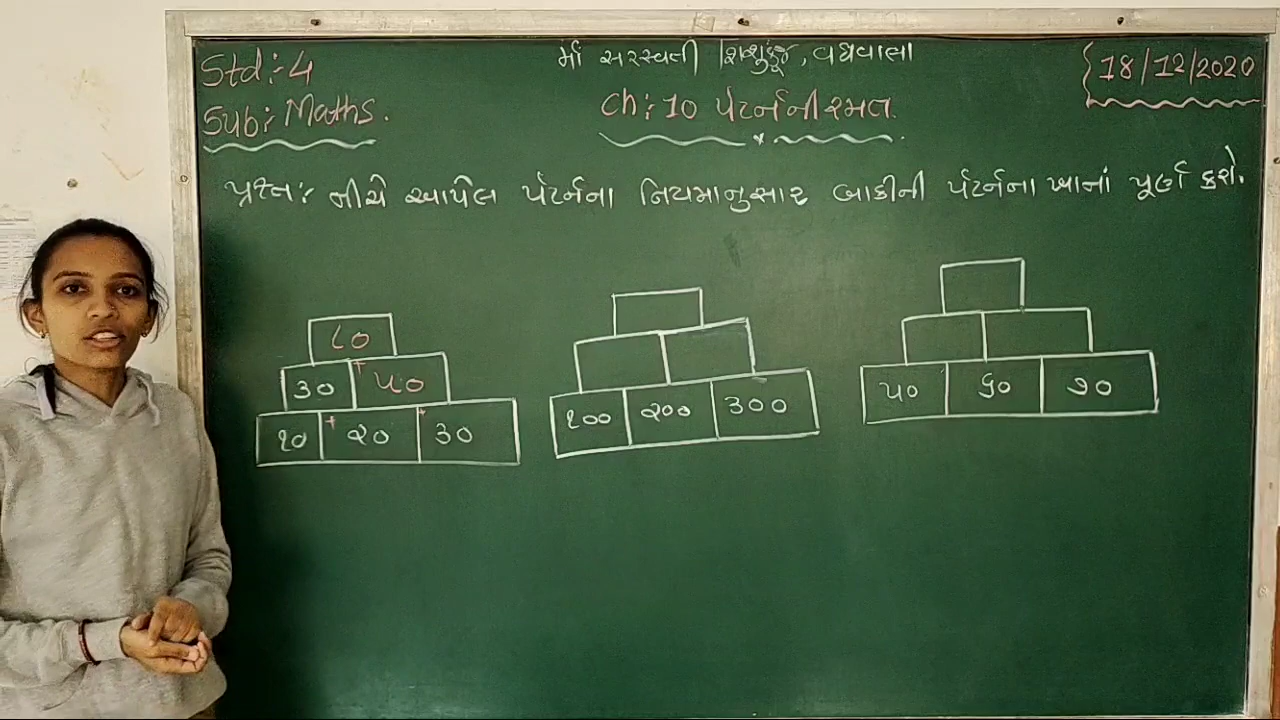 માઁ સરસ્વતી શિશુકુંજ, વધાવાલા
Std:-4
18/12/2020
Sub:- Maths.
Ch:10 પેટર્નની રમત.
પ્રશ્ન:- નીચે આપેલ પેટર્નના નિયમાનુસાર બાકીની પેટર્નના ખાનાં પૂર્ણ કરો.
૮૦
૩૦ + ૫૦
૧૦ + ૨૦ + ૩૦
૧૦૦ ૨૦૦ ૩૦૦
૫૦ ૬૦ ૭૦